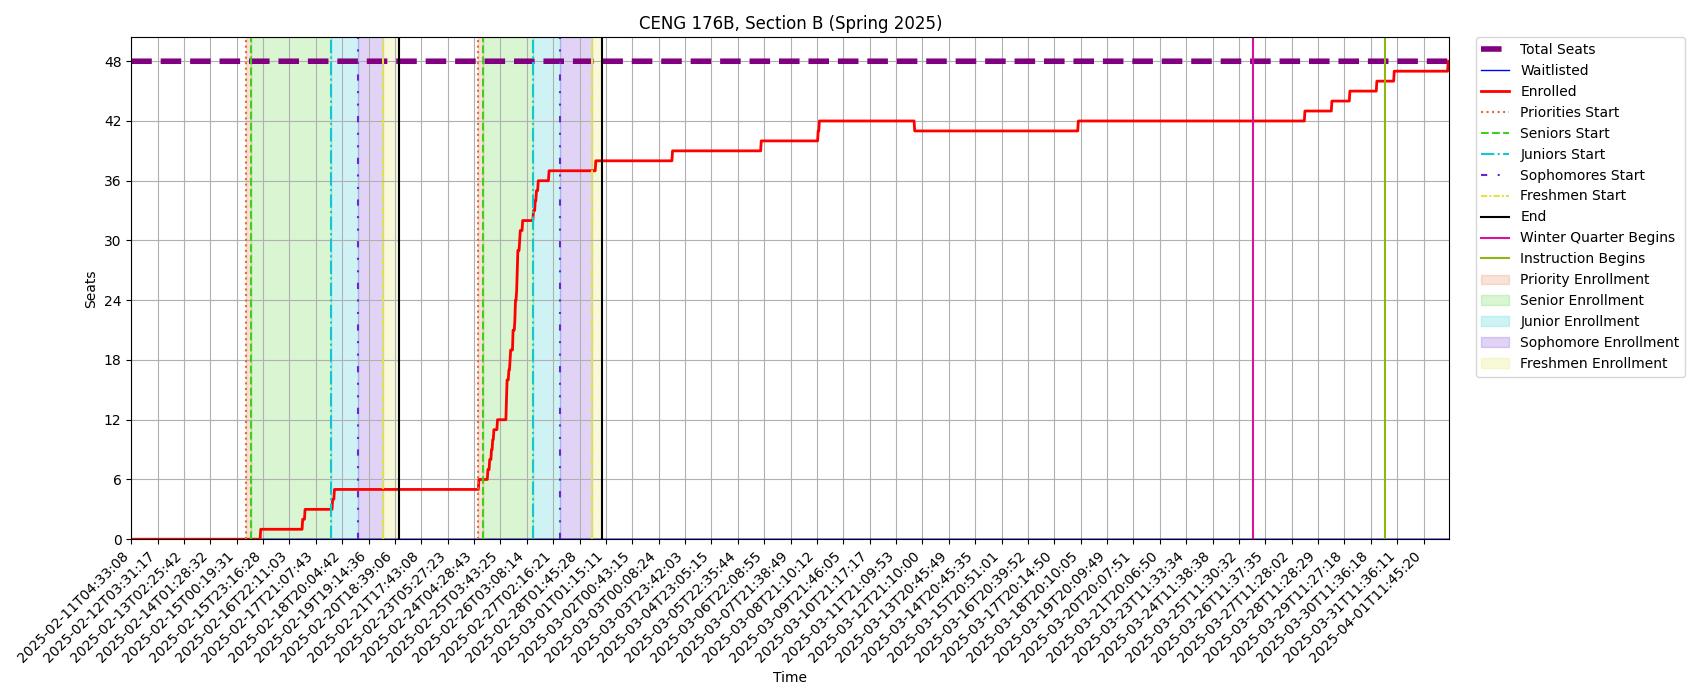 CENG 176B, Section B (Spring 2025)
Seats
48
42
36
30
24
18
12
6
0
2025-02-11T04:33:08
2025-02-12T03:31:17
2025-02-13T02:25:42
2025-02-14T01:28:32
2025-02-15T00:19:31
2025-02-15T23:16:28
2025-02-16T22:11:03
2025-02-17T21:07:43
2025-02-18T20:04:42
2025-02-19T19:14:36
2025-02-20T18:39:06
2025-02-21T17:43:08
2025-02-23T05:27:23
2025-02-24T04:28:43
2025-02-25T03:43:25
2025-02-26T03:08:14
2025-02-27T02:16:21
2025-02-28T01:45:28
2025-03-01T01:15:11
2025-03-02T00:43:15
2025-03-03T00:08:24
2025-03-03T23:42:03
2025-03-04T23:05:15
2025-03-05T22:35:44
2025-03-06T22:08:55
2025-03-07T21:38:49
2025-03-08T21:10:12
2025-03-09T21:46:05
2025-03-10T21:17:17
2025-03-11T21:09:53
2025-03-12T21:10:00
2025-03-14T20:45:49
2025-03-14T20:45:35
2025-03-15T20:51:01
2025-03-16T20:39:52
2025-03-17T20:14:50
2025-03-18T20:10:05
2025-03-19T20:09:49
2025-03-20T20:07:51
2025-03-21T20:06:50
2025-03-23T11:33:34
2025-03-24T11:38:38
2025-03-25T11:30:32
2025-03-26T11:37:35
2025-03-27T11:28:02
2025-03-28T11:28:29
2025-03-29T11:27:18
2025-03-30T11:36:18
2025-03-31T11:36:11
2025-04-01T11:45:20
Time
Total Seats
Waitlisted
Enrolled
Priorities Start
Seniors Start
Juniors Start
Sophomores Start
Freshmen Start
End
Winter Quarter Begins
Instruction Begins
Priority Enrollment
Senior Enrollment
Junior Enrollment
Sophomore Enrollment
Freshmen Enrollment